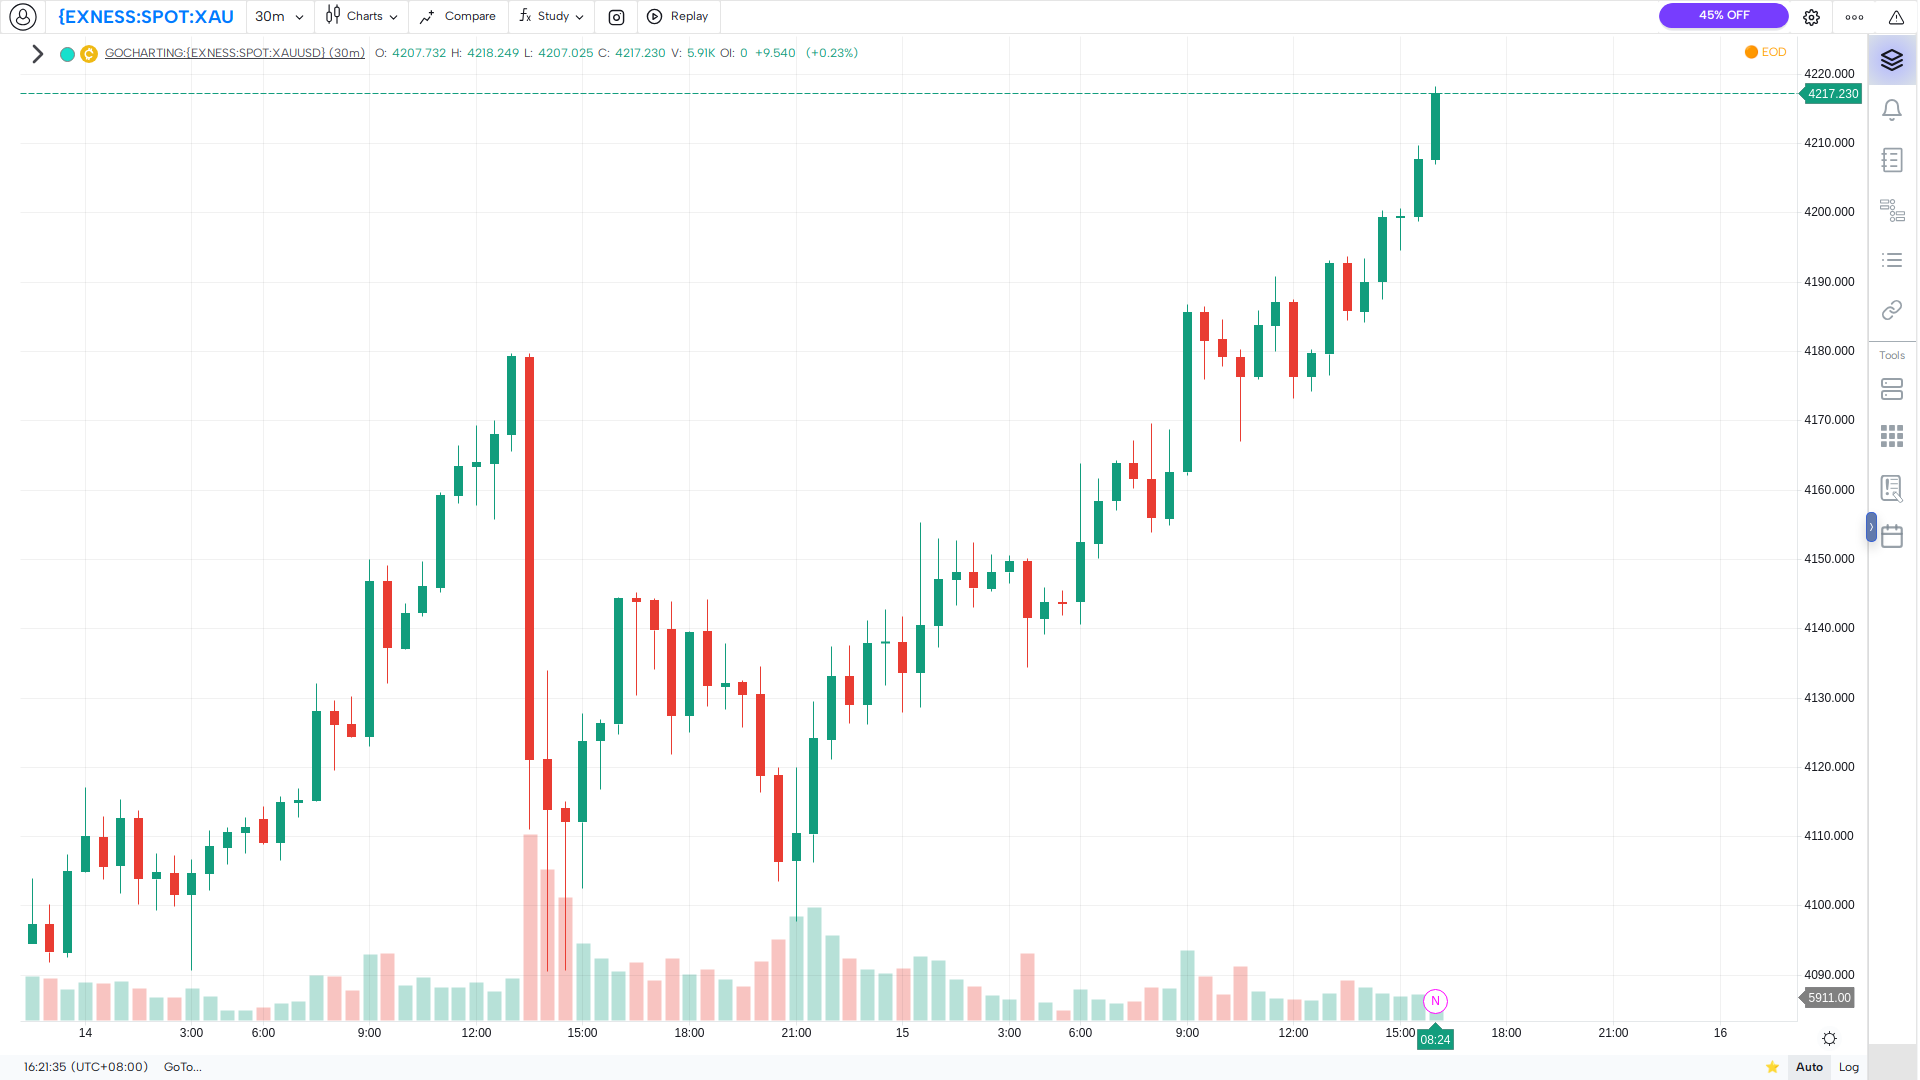 {EXNESS:SPOT:XAU 30m Charts Compare Study Replay 45% OFF
GOCHARTING:{EXNESS:SPOT:XAUUSD} (30m) O: 4207.732 H: 4218.249 L: 4207.025 C: 4217.230 V: 5.91K OI: 0 +9.540 (+0.23%) EOD
4220.000
4217.230
4210.000
4200.000
4190.000
4180.000
4170.000
4160.000
4150.000
4140.000
4130.000
4120.000
4110.000
4100.000
4090.000
5911.00
Tools
N
14 3:00 6:00 9:00 12:00 15:00 18:00 21:00 15 3:00 6:00 9:00 12:00 15:00 18:00 21:00 16
08:24
16:21:35 (UTC+08:00) GoTo... Auto Log